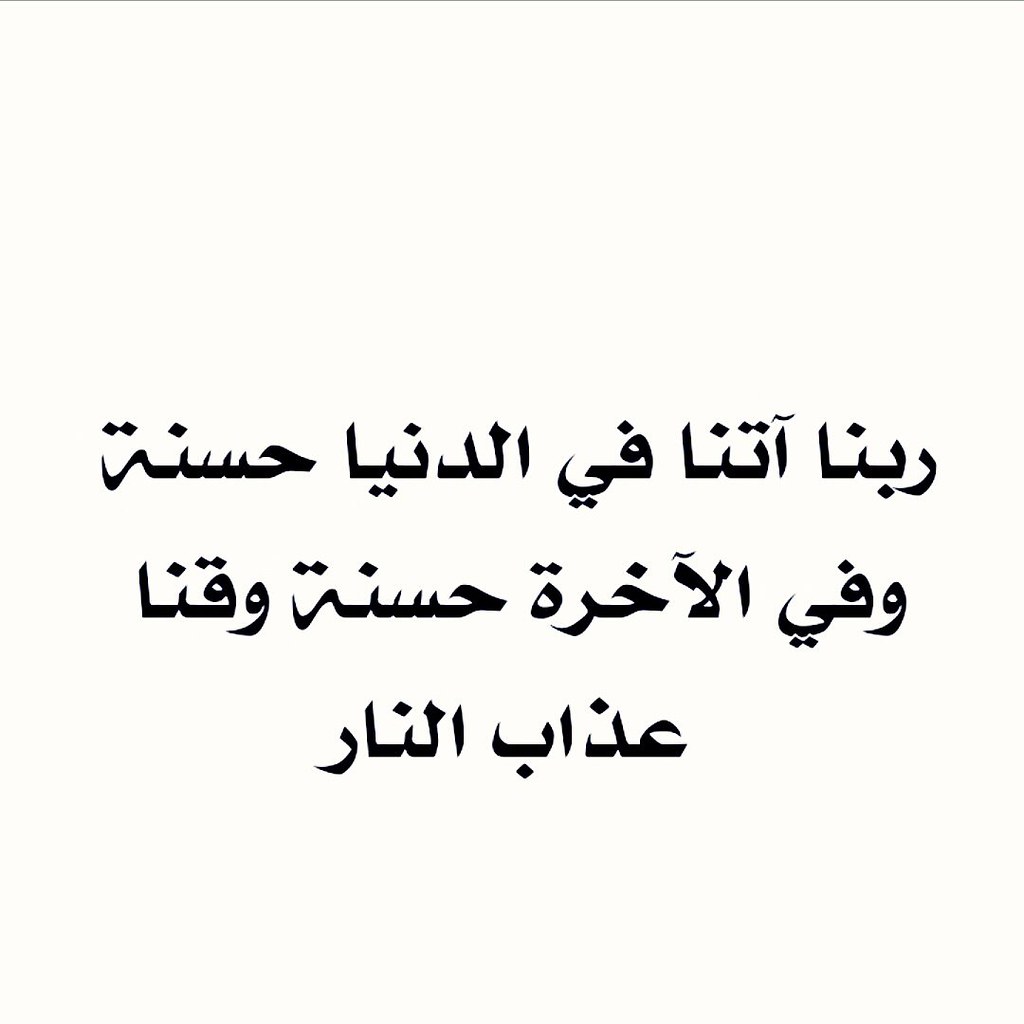 ربنا آتنا في الدنيا حسنة
وفي الآخرة حسنة وقنا
عذاب النار